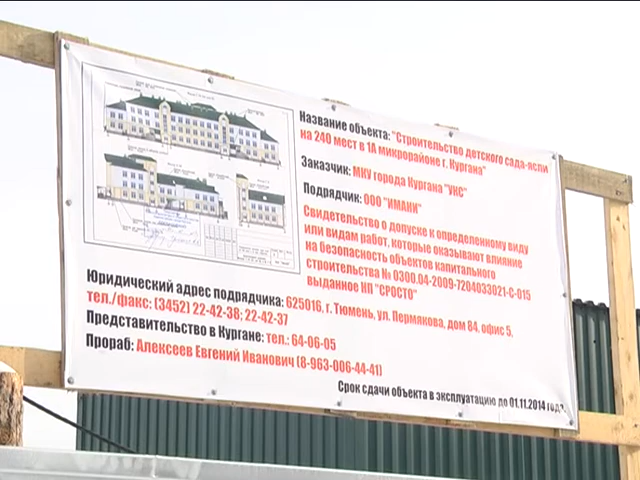 Название объекта: "Строительство детского сада-ясли
на 240 мест в 1А микрорайоне г. Кургана"
Заказчик: МКУ города Кургана "УКС"
Подрядчик: ООО "ИМАНИ"
Свидетельство о допуске к определенному виду
или видам работ, которые оказывают влияние
на безопасность объектов капитального
строительства № 0300.04-2009-7204033021-С-015
выданное НП "СРОСТО"
Юридический адрес подрядчика: 625016, г. Тюмень, ул. Пермякова, дом 84, офис 5.
тел./факс: (3452) 22-42-38; 22-42-37
Представительство в Кургане: тел.: 64-06-05
Прораб: Алексеев Евгений Иванович (8-963-006-44-41)
Срок сдачи объекта в эксплуатацию до 01.11.2014 года.